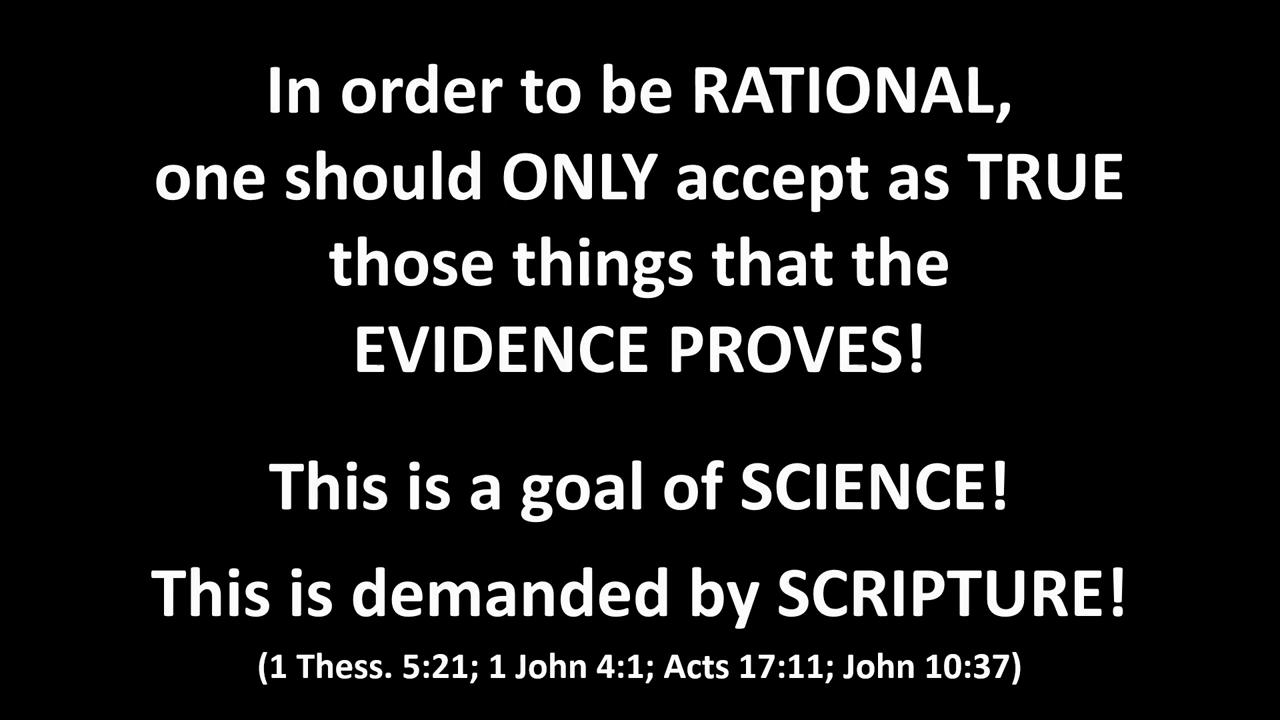 In order to be RATIONAL,
one should ONLY accept as TRUE
those things that the
EVIDENCE PROVES!
This is a goal of SCIENCE!
This is demanded by SCRIPTURE!
(1 Thess. 5:21; 1 John 4:1; Acts 17:11; John 10:37)